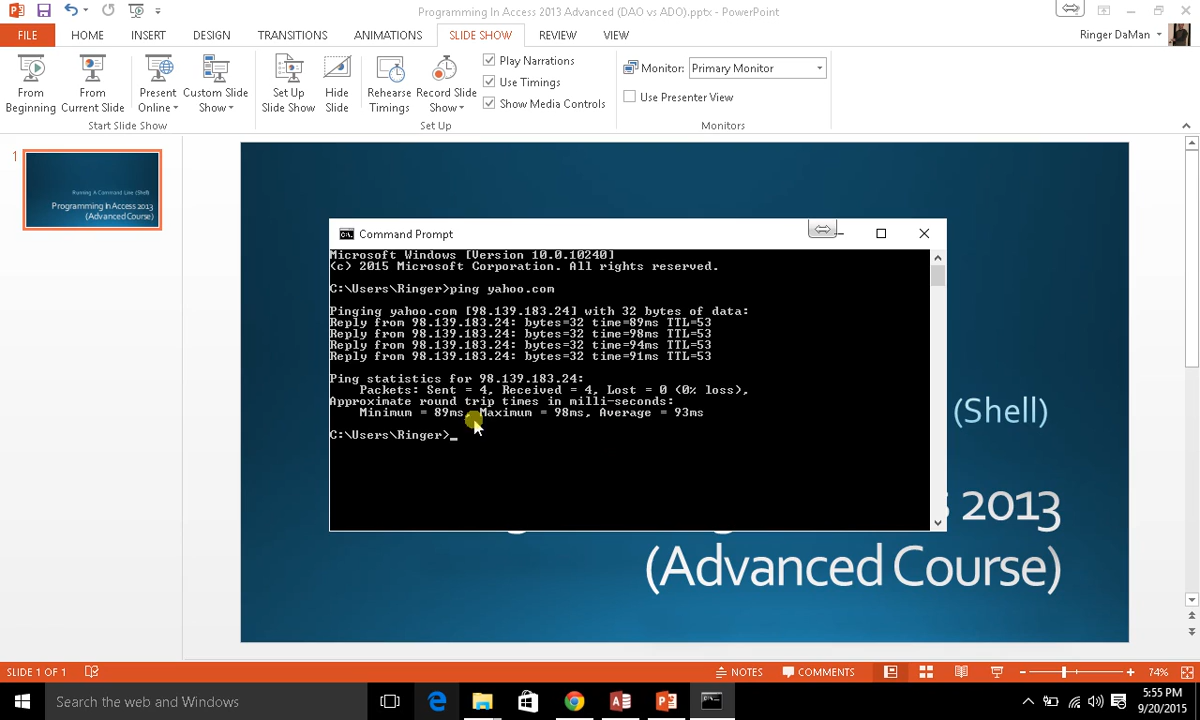 Programming In Access 2013 Advanced (DAO vs ADO).pptx - PowerPoint
FILE HOME INSERT DESIGN TRANSITIONS ANIMATIONS SLIDE SHOW REVIEW VIEW Ringer DaMan
From Beginning
From Current Slide
Present Online
Custom Slide Show
Start Slide Show
Set Up Slide Show
Hide Slide
Rehearse Timings
Record Slide Show
Play Narrations
Use Timings
Show Media Controls
Set Up
Monitor: Primary Monitor
Use Presenter View
Monitors
1
Running A Command Line (Shell)
Programming In Access 2013
(Advanced Course)
Command Prompt
Microsoft Windows [Version 10.0.10240]
(c) 2015 Microsoft Corporation. All rights reserved.
C:\Users\Ringer>ping yahoo.com
Pinging yahoo.com [98.139.183.24] with 32 bytes of data:
Reply from 98.139.183.24: bytes=32 time=89ms TTL=53
Reply from 98.139.183.24: bytes=32 time=98ms TTL=53
Reply from 98.139.183.24: bytes=32 time=94ms TTL=53
Reply from 98.139.183.24: bytes=32 time=91ms TTL=53
Ping statistics for 98.139.183.24:
Packets: Sent = 4, Received = 4, Lost = 0 (0% loss),
Approximate round trip times in milli-seconds:
Minimum = 89ms, Maximum = 98ms, Average = 93ms
C:\Users\Ringer>_
(Shell)
2013
(Advanced Course)
SLIDE 1 OF 1 NOTES COMMENTS 74%
Search the web and Windows
5:55 PM
9/20/2015